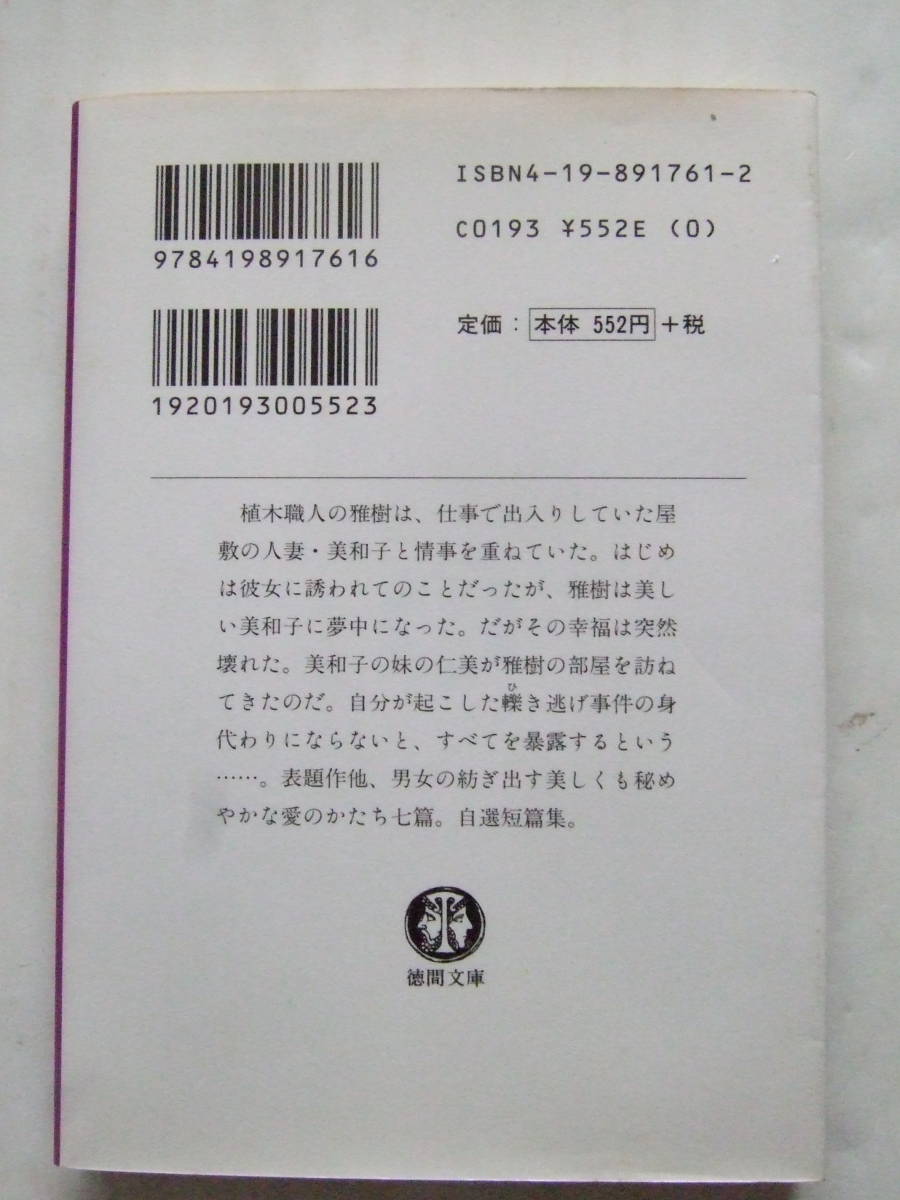 ISBN4-19-891761-2
C0193 ¥552E (0)
9784198917616
定価：本体 552円＋税
1920193005523
植木職人の雅樹は、仕事で出入りしていた屋
敷の人妻・美和子と情事を重ねていた。はじめ
は彼女に誘われてのことだったが、雅樹は美し
い美和子に夢中になった。だがその幸福は突然
壊れた。美和子の妹の仁美が雅樹の部屋を訪ね
ひ
てきたのだ。自分が起こした轢き逃げ事件の身
代わりにならないと、すべてを暴露するという
……。表題作他、男女の紡ぎ出す美しくも秘め
やかな愛のかたち七篇。自選短篇集。
徳間文庫